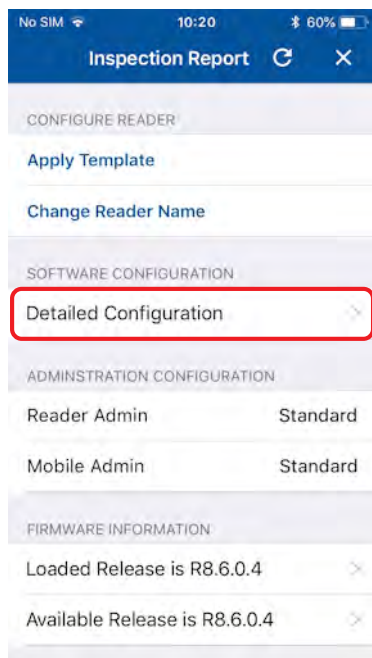 No SIM 10:20 60%
Inspection Report
CONFIGURE READER
Apply Template
Change Reader Name
SOFTWARE CONFIGURATION
Detailed Configuration
ADMINSTRATION CONFIGURATION
Reader Admin Standard
Mobile Admin Standard
FIRMWARE INFORMATION
Loaded Release is R8.6.0.4
Available Release is R8.6.0.4